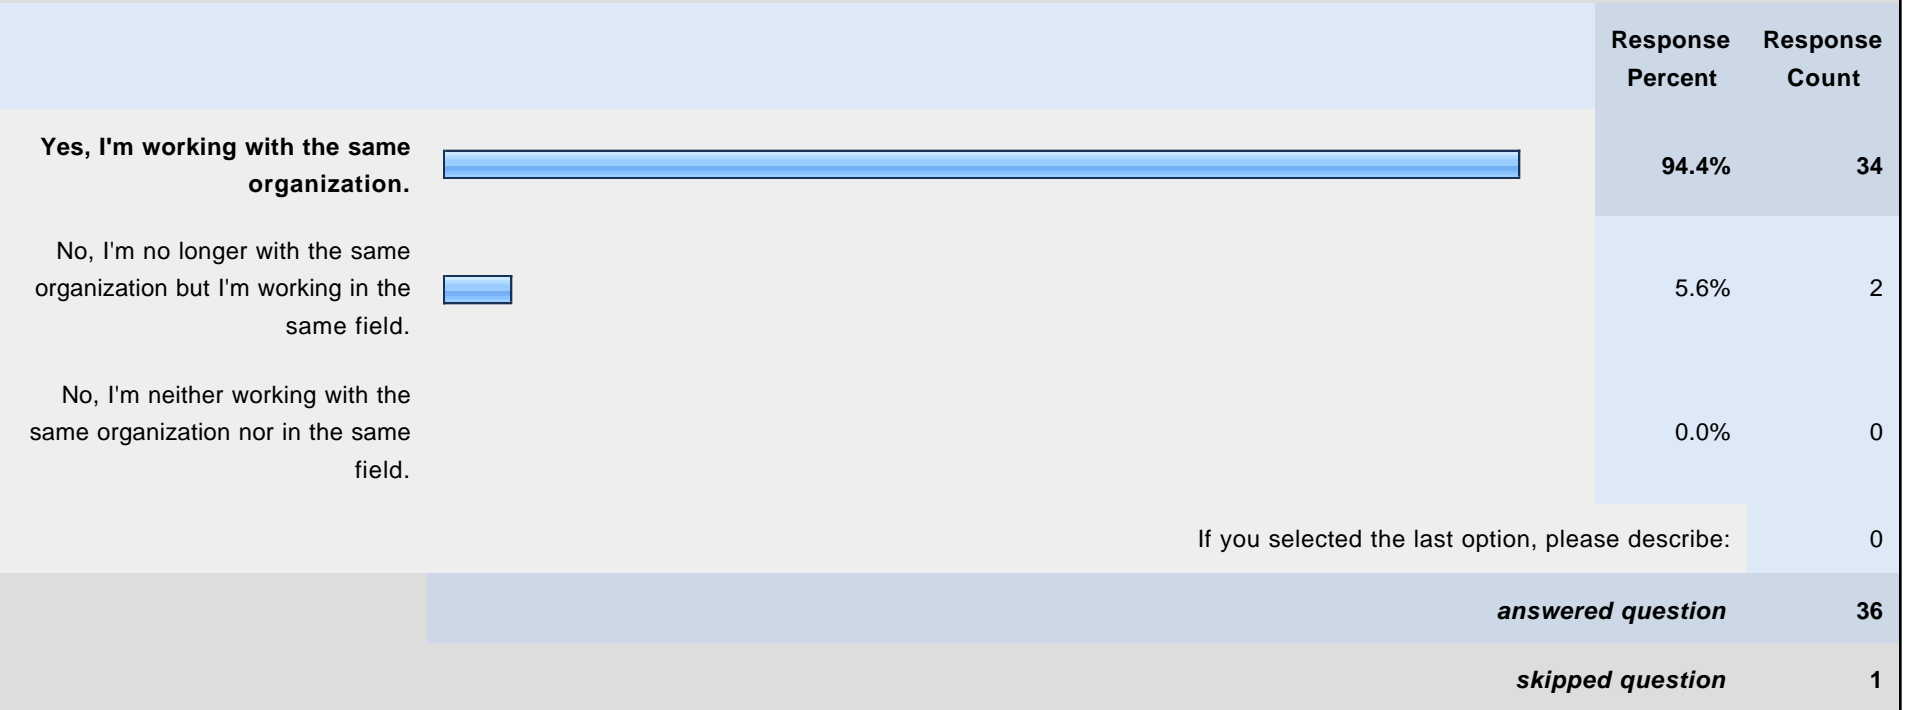 Response Response
Percent Count
Yes, I'm working with the same
organization.
94.4% 34
No, I'm no longer with the same
organization but I'm working in the
same field.
5.6% 2
No, I'm neither working with the
same organization nor in the same
field.
0.0% 0
If you selected the last option, please describe: 0
answered question 36
skipped question 1